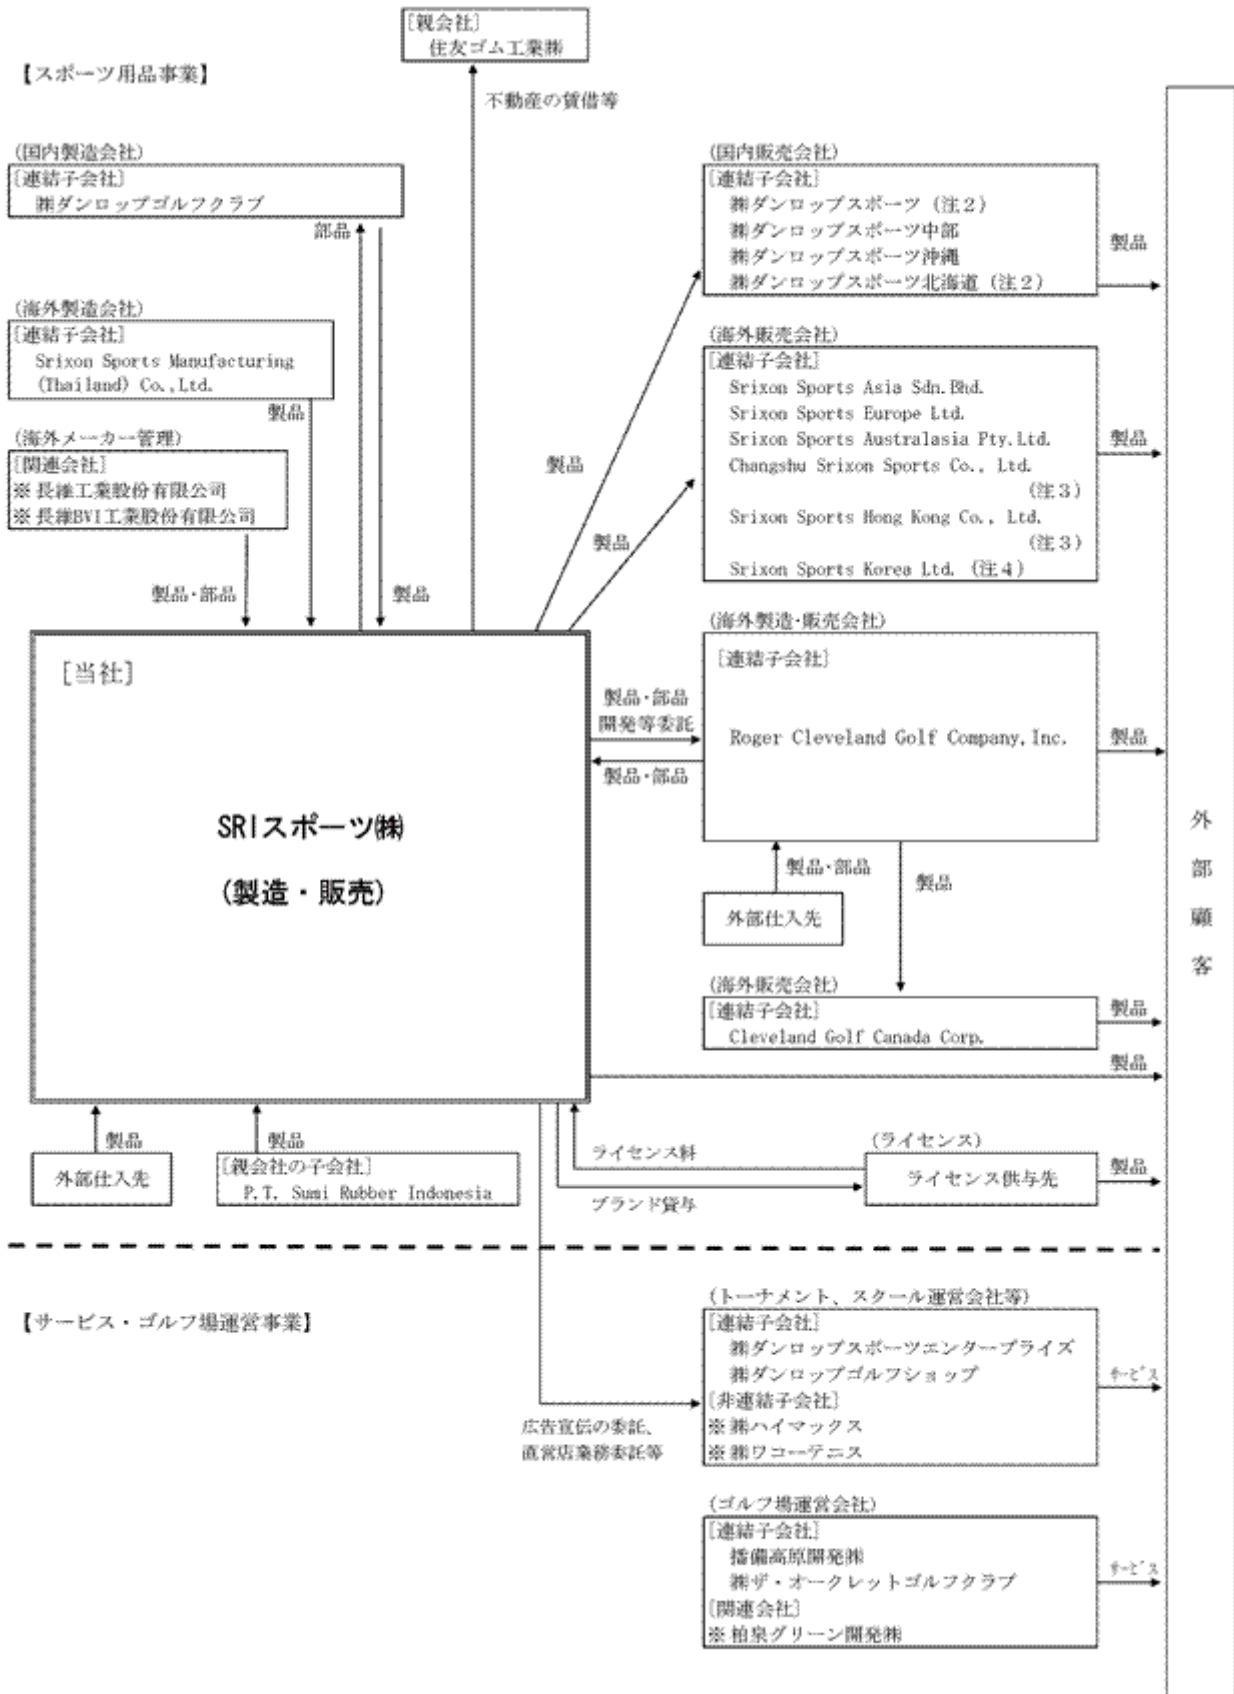 [親会社]
住友ゴム工業㈱
【スポーツ用品事業】
不動産の賃借等
(国内製造会社)
[連結子会社]
㈱ダンロップゴルフクラブ
部品
(海外製造会社)
[連結子会社]
Srixon Sports Manufacturing
(Thailand) Co.,Ltd.
製品
(海外メーカー管理)
[関連会社]
※長維工業股份有限公司
※長維BVI工業股份有限公司
製品・部品
製品
(国内販売会社)
[連結子会社]
㈱ダンロップスポーツ（注２）
㈱ダンロップスポーツ中部
㈱ダンロップスポーツ沖縄
㈱ダンロップスポーツ北海道（注２）
製品
(海外販売会社)
[連結子会社]
Srixon Sports Asia Sdn.Bhd.
Srixon Sports Europe Ltd.
Srixon Sports Australasia Pty.Ltd.
Changshu Srixon Sports Co., Ltd.
（注３）
Srixon Sports Hong Kong Co., Ltd.
（注３）
Srixon Sports Korea Ltd.（注４）
製品
製品
製品
[当社]
SRIスポーツ㈱
(製造・販売)
製品・部品
開発等委託
製品・部品
(海外製造・販売会社)
[連結子会社]
Roger Cleveland Golf Company,Inc.
製品
製品・部品
製品
外部仕入先
(海外販売会社)
[連結子会社]
Cleveland Golf Canada Corp.
製品
製品
外部顧客
製品
外部仕入先
製品
[親会社の子会社]
P.T. Sumi Rubber Indonesia
ライセンス料
ブランド貸与
(ライセンス)
ライセンス供与先
製品
【サービス・ゴルフ場運営事業】
広告宣伝の委託、
直営店業務委託等
(トーナメント、スクール運営会社等)
[連結子会社]
㈱ダンロップスポーツエンタープライズ
㈱ダンロップゴルフショップ
[非連結子会社]
※㈱ハイマックス
※㈱ワコーテニス
サービス
(ゴルフ場運営会社)
[連結子会社]
播備高原開発㈱
㈱ザ・オークレットゴルフクラブ
[関連会社]
※柏泉グリーン開発㈱
サービス